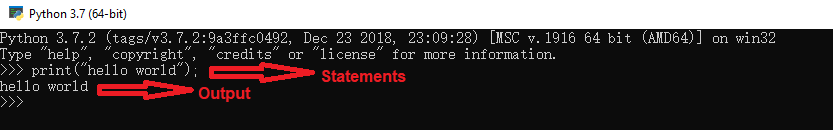 Python 3.7 (64-bit)
Python 3.7.2 (tags/v3.7.2:9a3ffc0492, Dec 23 2018, 23:09:28) [MSC v.1916 64 bit (AMD64)] on win32
Type "help", "copyright", "credits" or "license" for more information.
>>> print("hello world"); Statements
hello world Output
>>>